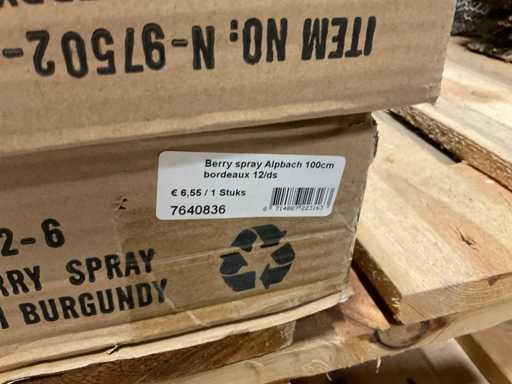 ITEM NO: N-97502-
Berry spray Alpbach 100cm
bordeaux 12/ds
€ 6,55 / 1 Stuks
7640836
2-6
RRY SPRAY
BURGUNDY